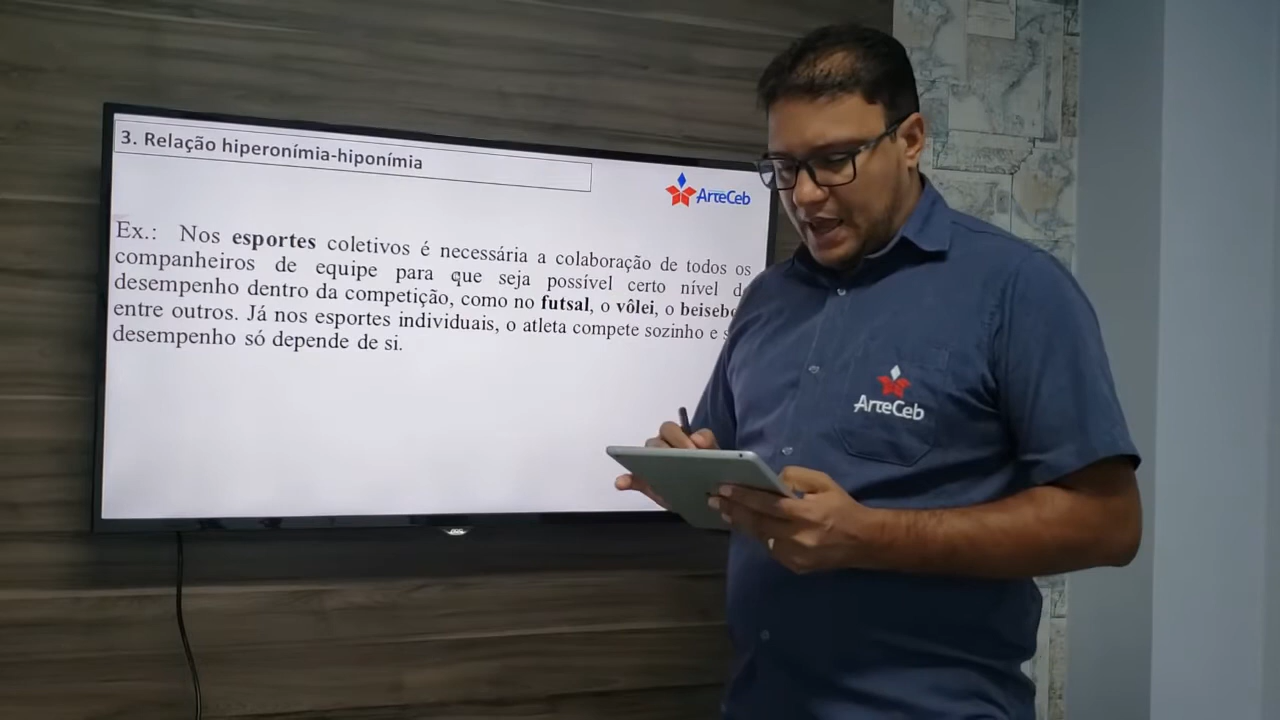 3. Relação hiperonímia-hiponímia
ArteCeb
Ex.: Nos esportes coletivos é necessária a colaboração de todos os
companheiros de equipe para que seja possível certo nível
desempenho dentro da competição, como no futsal, o vôlei, o
entre outros. Já nos esportes individuais, o atleta compete sozinho e
desempenho só depende de si.
ArteCeb
AOC